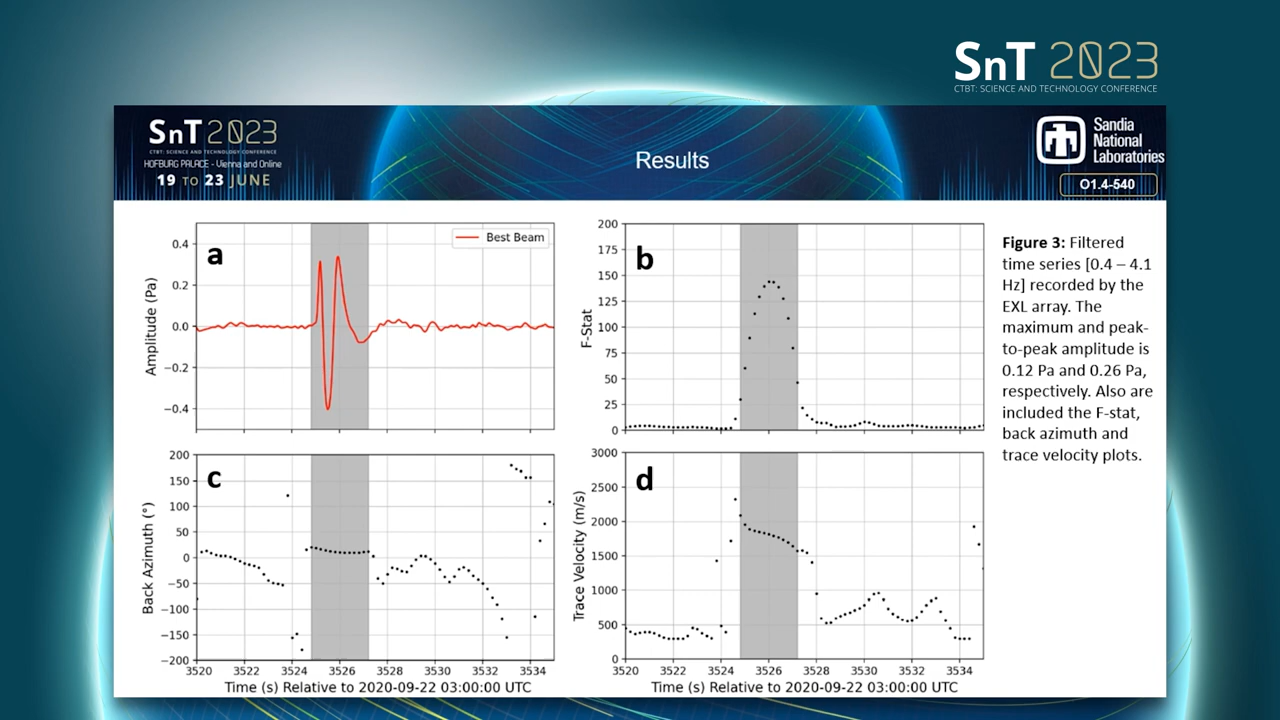 SnT 2023
CTBT: SCIENCE AND TECHNOLOGY CONFERENCE
SnT 2023
CTBT: SCIENCE AND TECHNOLOGY CONFERENCE
HOFBURG PALACE - Vienna and Online
19 TO 23 JUNE
Results
Sandia
National
Laboratories
O1.4-540
a
Best Beam
Amplitude (Pa)
0.4
0.2
0.0
−0.2
−0.4
b
F-Stat
200
175
150
125
100
75
50
25
0
c
Back Azimuth (°)
200
150
100
50
0
−50
−100
−150
−200
3520 3522 3524 3526 3528 3530 3532 3534
Time (s) Relative to 2020-09-22 03:00:00 UTC
d
Trace Velocity (m/s)
3000
2500
2000
1500
1000
500
0
3520 3522 3524 3526 3528 3530 3532 3534
Time (s) Relative to 2020-09-22 03:00:00 UTC
Figure 3: Filtered
time series [0.4 – 4.1
Hz] recorded by the
EXL array. The
maximum and peak-
to-peak amplitude is
0.12 Pa and 0.26 Pa,
respectively. Also are
included the F-stat,
back azimuth and
trace velocity plots.